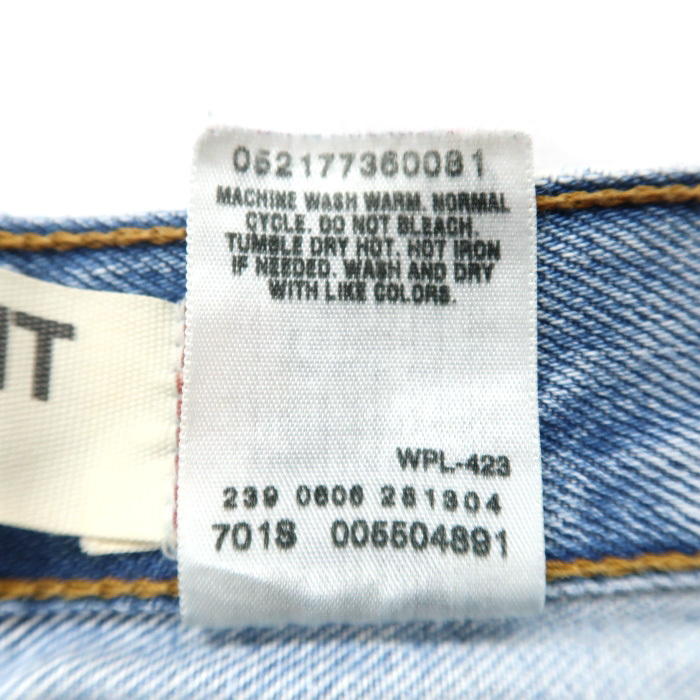 052177360081
MACHINE WASH WARM. NORMAL
CYCLE. DO NOT BLEACH.
TUMBLE DRY HOT. HOT IRON
IF NEEDED. WASH AND DRY
WITH LIKE COLORS.
WPL-423
239 0606 281304
7018 005504891